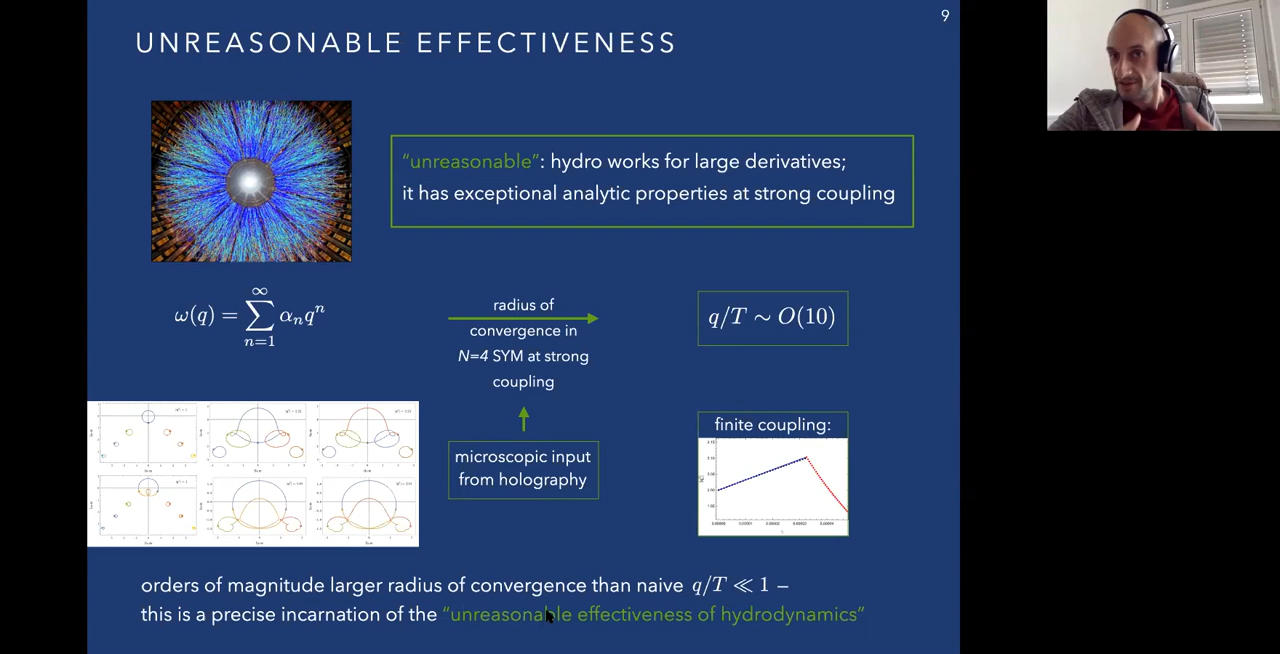 9
UNREASONABLE EFFECTIVENESS
“unreasonable”: hydro works for large derivatives;
it has exceptional analytic properties at strong coupling
ω(q) = ∑_{n=1}^{∞} α_n q^n
radius of
convergence in
N=4 SYM at strong
coupling
q/T ∼ O(10)
microscopic input
from holography
finite coupling:
orders of magnitude larger radius of convergence than naive q/T ≪ 1 –
this is a precise incarnation of the “unreasonable effectiveness of hydrodynamics”